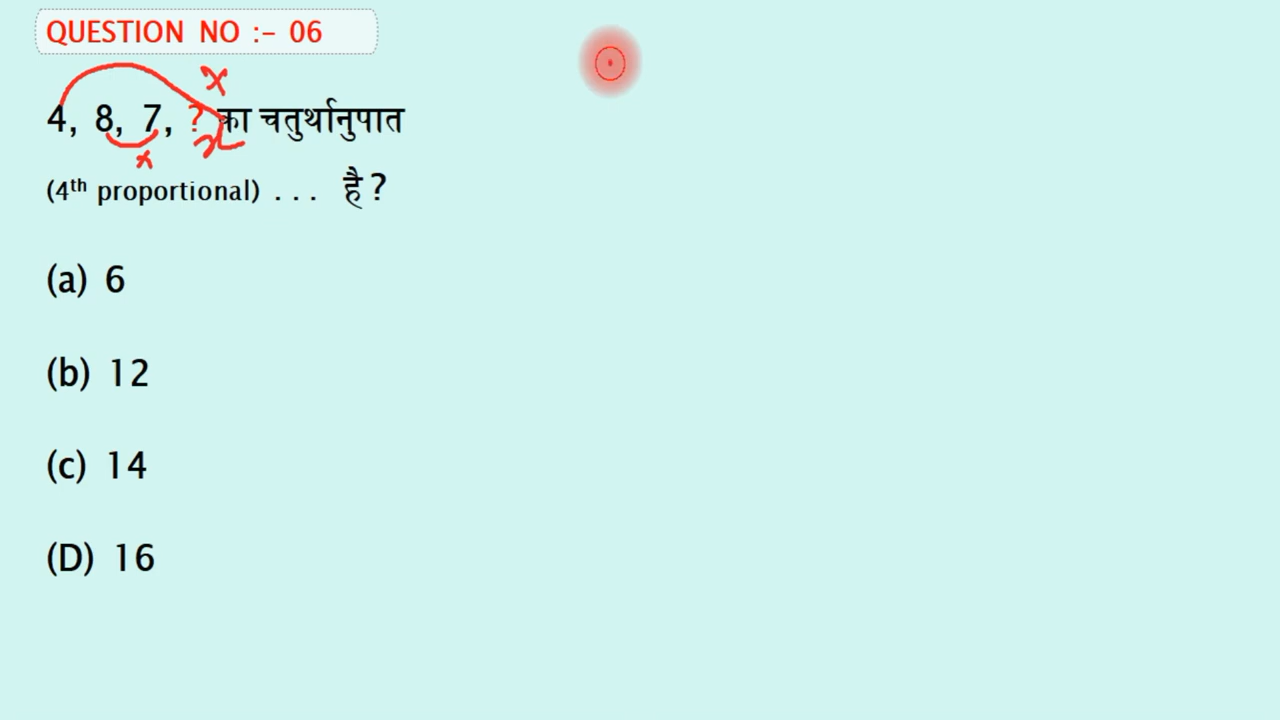 QUESTION NO :- 06
x
4, 8, 7, ? का चतुर्थानुपात
x
x
(4th proportional) ... है?
(a) 6
(b) 12
(c) 14
(D) 16